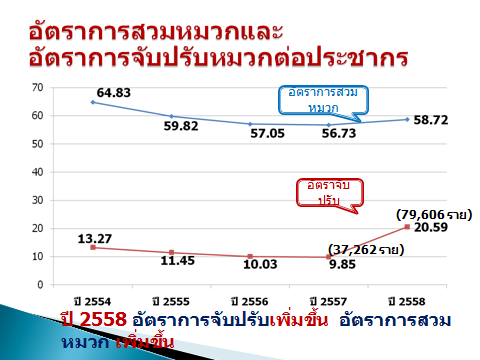 อัตราการสวมหมวกและ
อัตราการจับปรับหมวกต่อประชากร
70
60
50
40
30
20
10
0
64.83
59.82
57.05
56.73
58.72
อัตราการสวม
หมวก
อัตราจับ
ปรับ
(79,606 ราย)
20.59
(37,262 ราย)
13.27
11.45
10.03
9.85
ปี 2554
ปี 2555
ปี 2556
ปี 2557
ปี 2558
ปี 2558 อัตราการจับปรับเพิ่มขึ้น อัตราการสวม
หมวก เพิ่มขึ้น